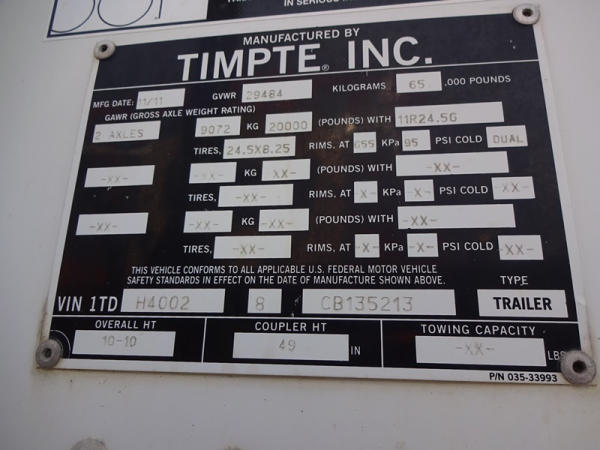 IN SERIOUS
MANUFACTURED BY
TIMPTE® INC.
MFG DATE: 11/11 GVWR 29484 KILOGRAMS 65 ,000 POUNDS
GAWR (GROSS AXLE WEIGHT RATING)
2 AXLES 9072 KG 20000 (POUNDS) WITH 11R24.5G
TIRES, 24.5X8.25 RIMS, AT 655 KPa 95 PSI COLD DUAL
-XX- -XX- KG XX- (POUNDS) WITH -XX-
TIRES, -XX- RIMS, AT -X- KPa -X- PSI COLD -XX-
-XX- -XX- KG -XX- (POUNDS) WITH -XX-
TIRES, -XX- RIMS, AT -X- KPa -X- PSI COLD -XX-
THIS VEHICLE CONFORMS TO ALL APPLICABLE U.S. FEDERAL MOTOR VEHICLE
SAFETY STANDARDS IN EFFECT ON THE DATE OF MANUFACTURE SHOWN ABOVE. TYPE
VIN 1TD H4002 8 CB135213 TRAILER
OVERALL HT COUPLER HT TOWING CAPACITY
10-10 49 IN -XX- LBS
P/N 035-33993